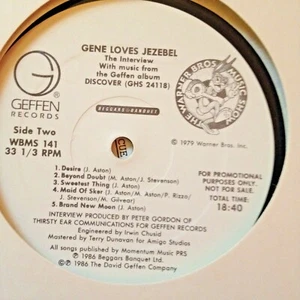 GENE LOVES JEZEBEL
The Interview
With music from
the Geffen album
DISCOVER (GHS 24118)
GEFFEN
RECORDS
BEGGARS BANQUET
THE WARNER BROS. MUSIC SHOW
Side Two
WBMS 141
33 1/3 RPM
CUE
℗ 1979 Warner Bros. Inc.
1 Desire (J. Aston)
2 Beyond Doubt (M. Aston/J. Stevenson)
3 Sweetest Thing (J. Aston)
4 Maid Of Sker (J. Aston/M. Aston/P. Rizzo/
J. Stevenson/M. Gilvear)
5 Brand New Moon (J. Aston)
FOR PROMOTIONAL
PURPOSES ONLY.
NOT FOR SALE.
TOTAL TIME:
18:40
INTERVIEW PRODUCED BY PETER GORDON OF
THIRSTY EAR COMMUNICATIONS FOR GEFFEN RECORDS
Engineered by Irwin Chusid
Mastered by Terry Dunavan for Amigo Studios
All songs published by Momentum Music PRS
℗ 1986 Beggars Banquet Ltd.
©℗ 1986 The David Geffen Company